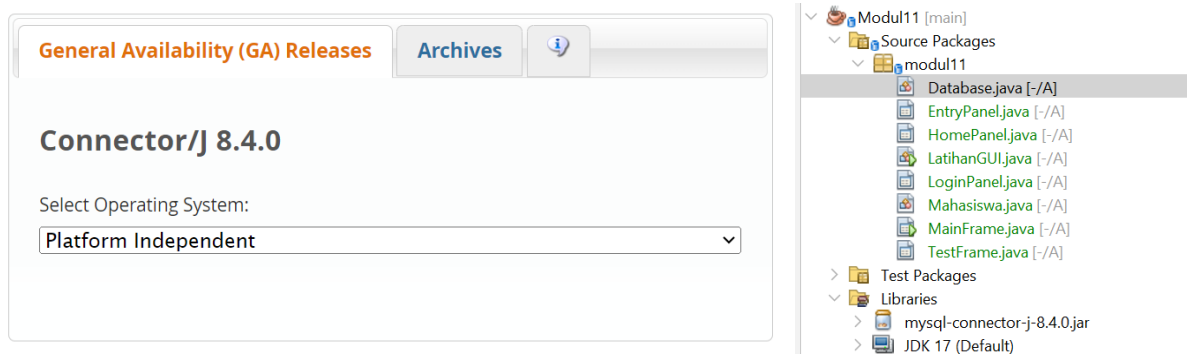 General Availability (GA) Releases
Archives
Connector/J 8.4.0
Select Operating System:
Platform Independent
Modul11 [main]
Source Packages
modul11
Database.java [-/A]
EntryPanel.java [-/A]
HomePanel.java [-/A]
LatihanGUI.java [-/A]
LoginPanel.java [-/A]
Mahasiswa.java [-/A]
MainFrame.java [-/A]
TestFrame.java [-/A]
Test Packages
Libraries
mysql-connector-j-8.4.0.jar
JDK 17 (Default)